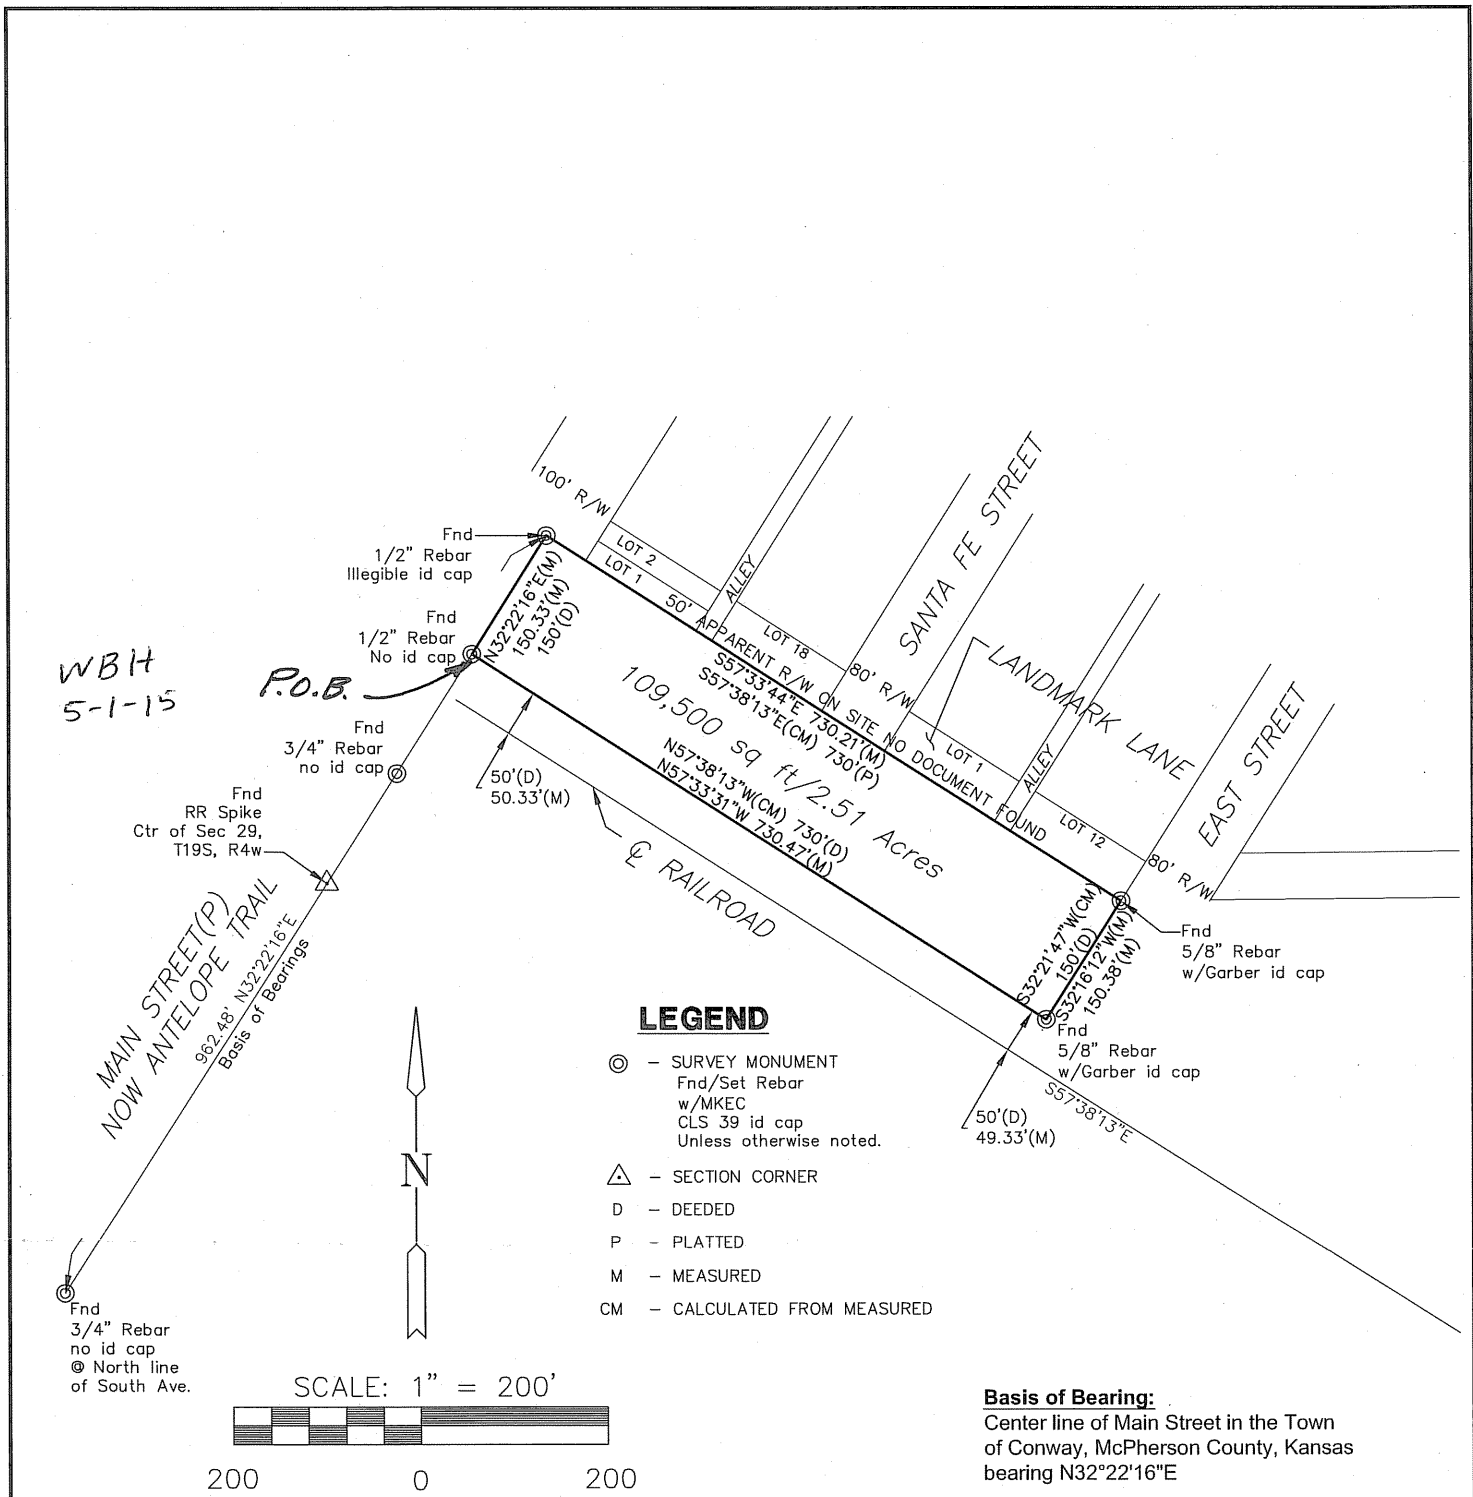 100' R/W
SANTA FE STREET
Fnd
1/2" Rebar
Illegible id cap
LOT 2
LOT 1
ALLEY
50' APPARENT R/W ON SITE NO DOCUMENT FOUND
LOT 18
80' R/W
LANDMARK LANE
LOT 1
ALLEY
LOT 12
80' R/W
EAST STREET
N32°22'16"E(M)
150.33'(M)
150'(D)
Fnd
1/2" Rebar
No id cap
WBH
5-1-15
P.O.B.
S57°33'44"E 730.21'(M)
S57°38'13"E(CM) 730'(P)
109,500 sq ft/2.51 Acres
N57°38'13"W(CM) 730'(D)
N57°33'31"W 730.47'(M)
Fnd
3/4" Rebar
no id cap
50'(D)
50.33'(M)
Fnd
RR Spike
Ctr of Sec 29,
T19S, R4w
℄ RAILROAD
S32°21'47"W(CM)
150'(D)
S32°16'12"W(M)
150.38'(M)
Fnd
5/8" Rebar
w/Garber id cap
Fnd
5/8" Rebar
w/Garber id cap
MAIN STREET(P)
NOW ANTELOPE TRAIL
962.48' N32°22'16"E
Basis of Bearings
50'(D)
49.33'(M)
S57°38'13"E
LEGEND
– SURVEY MONUMENT
Fnd/Set Rebar
w/MKEC
CLS 39 id cap
Unless otherwise noted.
– SECTION CORNER
D – DEEDED
P – PLATTED
M – MEASURED
CM – CALCULATED FROM MEASURED
N
Fnd
3/4" Rebar
no id cap
@ North line
of South Ave.
SCALE: 1" = 200'
200 0 200
Basis of Bearing:
Center line of Main Street in the Town
of Conway, McPherson County, Kansas
bearing N32°22'16"E